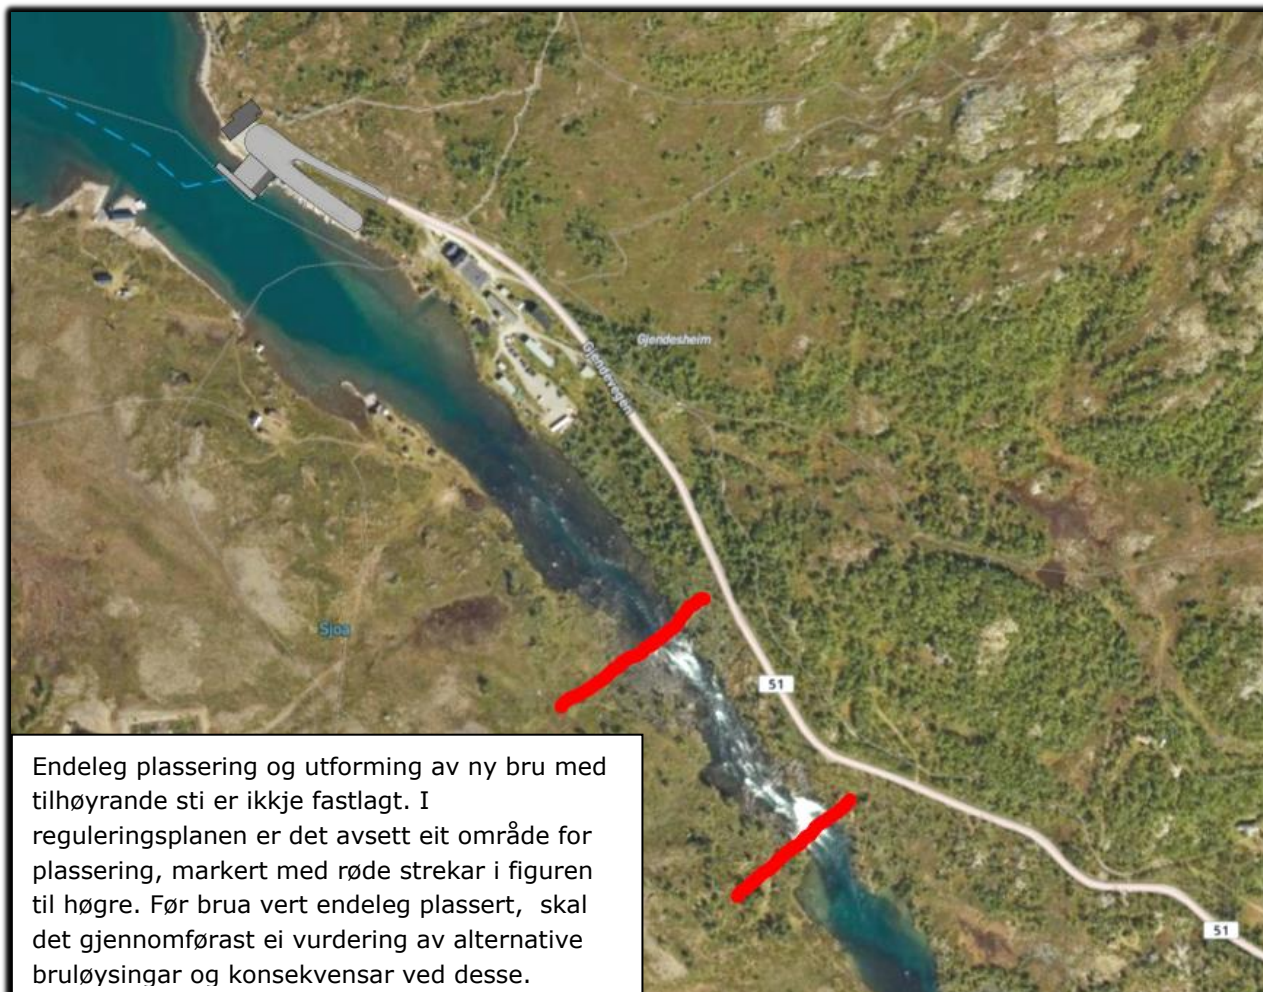 Gjendesheim
Gjendevegen
Sjoa
51
51
Endeleg plassering og utforming av ny bru med
tilhøyrande sti er ikkje fastlagt. I
reguleringsplanen er det avsett eit område for
plassering, markert med røde strekar i figuren
til høgre. Før brua vert endeleg plassert, skal
det gjennomførast ei vurdering av alternative
bruløysingar og konsekvensar ved desse.